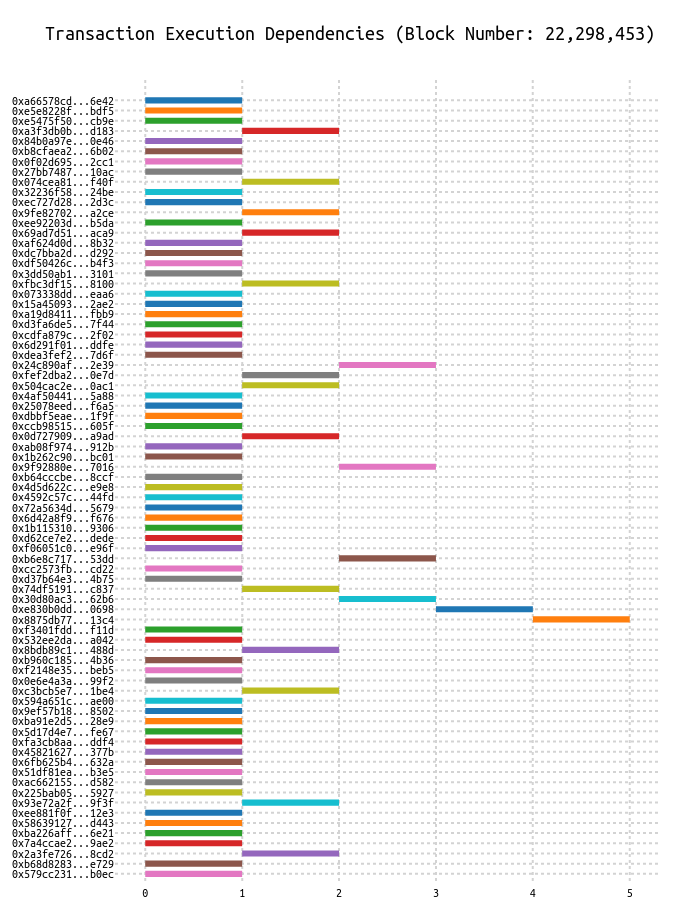 Transaction Execution Dependencies (Block Number: 22,298,453)
0xa66578cd...6e42
0xe5e8228f...bdf5
0xe5475f50...cb9e
0xa3f3db0b...d183
0x84b0a97e...0e46
0xb8cfaea2...6b02
0x0f02d695...2cc1
0x27bb7487...10ac
0x074cea81...f40f
0x32236f58...24be
0xec727d28...2d3c
0x9fe82702...a2ce
0xee92203d...b5da
0x69ad7d51...aca9
0xaf624d0d...8b32
0xdc7bba2d...d292
0xdf50426c...b4f3
0x3dd50ab1...3101
0xfbc3df15...8100
0x073338dd...eaa6
0x15a45093...2ae2
0xa19d8411...fbb9
0xd3fa6de5...7f44
0xcdfa879c...2f02
0x6d291f01...ddfe
0xdea3fef2...7d6f
0x24c890af...2e39
0xfef2dba2...0e7d
0x504cac2e...0ac1
0x4af50441...5a88
0x25078eed...f6a5
0xdbbf5eae...1f9f
0xccb98515...605f
0x0d727909...a9ad
0xab08f974...912b
0x1b262c90...bc01
0x9f92880e...7016
0xb64cccbe...8ccf
0x4d5d622c...e9e8
0x4592c57c...44fd
0x72a5634d...5679
0x6d42a8f9...f676
0x1b115310...9306
0xd62ce7e2...dede
0xf06051c0...e96f
0xb6e8c717...53dd
0xcc2573fb...cd22
0xd37b64e3...4b75
0x74df5191...c837
0x30d80ac3...62b6
0xe830b0dd...0698
0x8875db77...13c4
0xf3401fdd...f11d
0x532ee2da...a042
0x8bdb89c1...488d
0xb960c185...4b36
0xf2148e35...beb5
0x0e6e4a3a...99f2
0xc3bcb5e7...1be4
0x594a651c...ae00
0x9ef57b18...8502
0xba91e2d5...28e9
0x5d17d4e7...fe67
0xfa3cb8aa...ddf4
0x45821627...377b
0x6fb625b4...632a
0x51df81ea...b3e5
0xac662155...d582
0x225bab05...5927
0x93e72a2f...9f3f
0xee881f0f...12e3
0x58639127...d443
0xba226aff...6e21
0x7a4ccae2...9ae2
0x2a3fe726...8cd2
0xb68d8283...e729
0x579cc231...b0ec
0 1 2 3 4 5